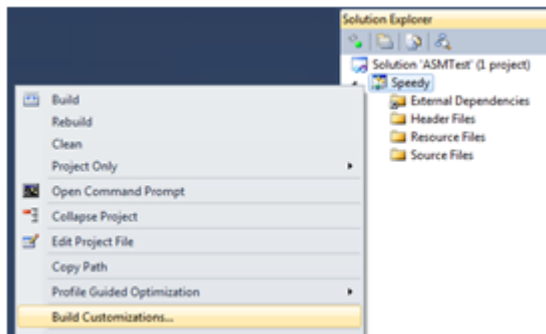 Solution Explorer
Solution 'ASMTest' (1 project)
Speedy
External Dependencies
Header Files
Resource Files
Source Files
Build
Rebuild
Clean
Project Only
Open Command Prompt
Collapse Project
Edit Project File
Copy Path
Profile Guided Optimization
Build Customizations...